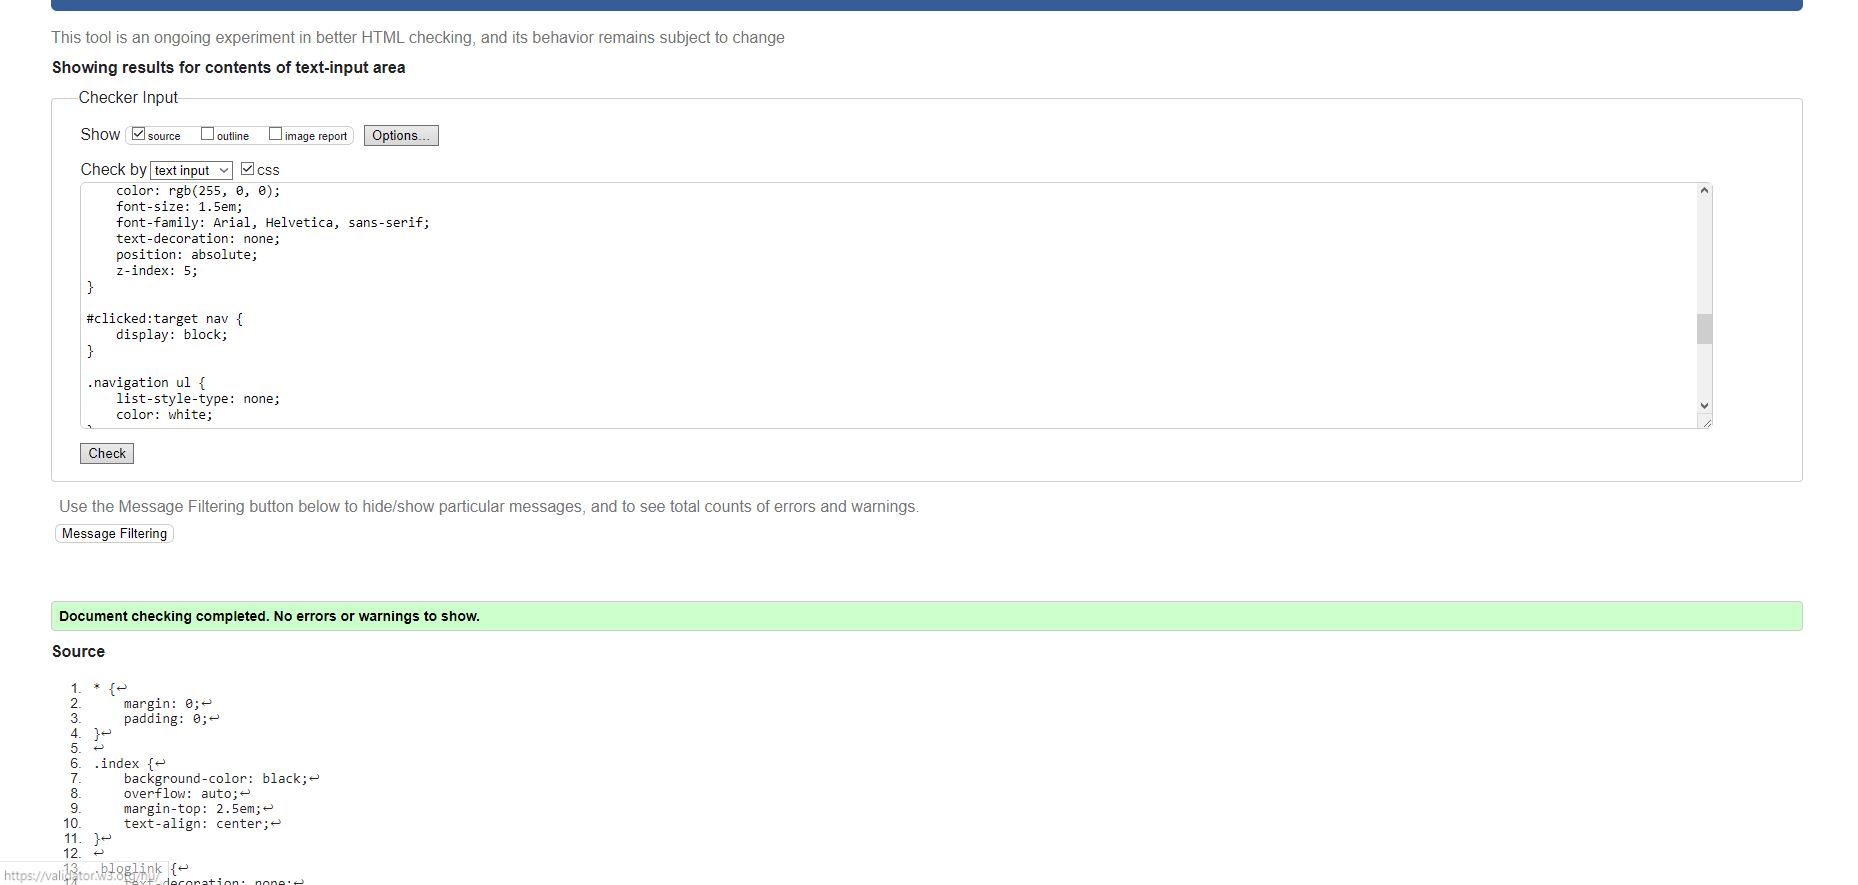 This tool is an ongoing experiment in better HTML checking, and its behavior remains subject to change
Showing results for contents of text-input area
Checker Input
Show source outline image report Options...
Check by text input css
color: rgb(255, 0, 0);
font-size: 1.5em;
font-family: Arial, Helvetica, sans-serif;
text-decoration: none;
position: absolute;
z-index: 5;
}
#clicked:target nav {
display: block;
}
.navigation ul {
list-style-type: none;
color: white;
Check
Use the Message Filtering button below to hide/show particular messages, and to see total counts of errors and warnings.
Message Filtering
Document checking completed. No errors or warnings to show.
Source
1. * {↩
2. margin: 0;↩
3. padding: 0;↩
4. }↩
5. ↩
6. .index {↩
7. background-color: black;↩
8. overflow: auto;↩
9. margin-top: 2.5em;↩
10. text-align: center;↩
11. }↩
12. ↩
13. .bloglink {↩
https://validator.w3.org/nu/
14. text-decoration: none;↩